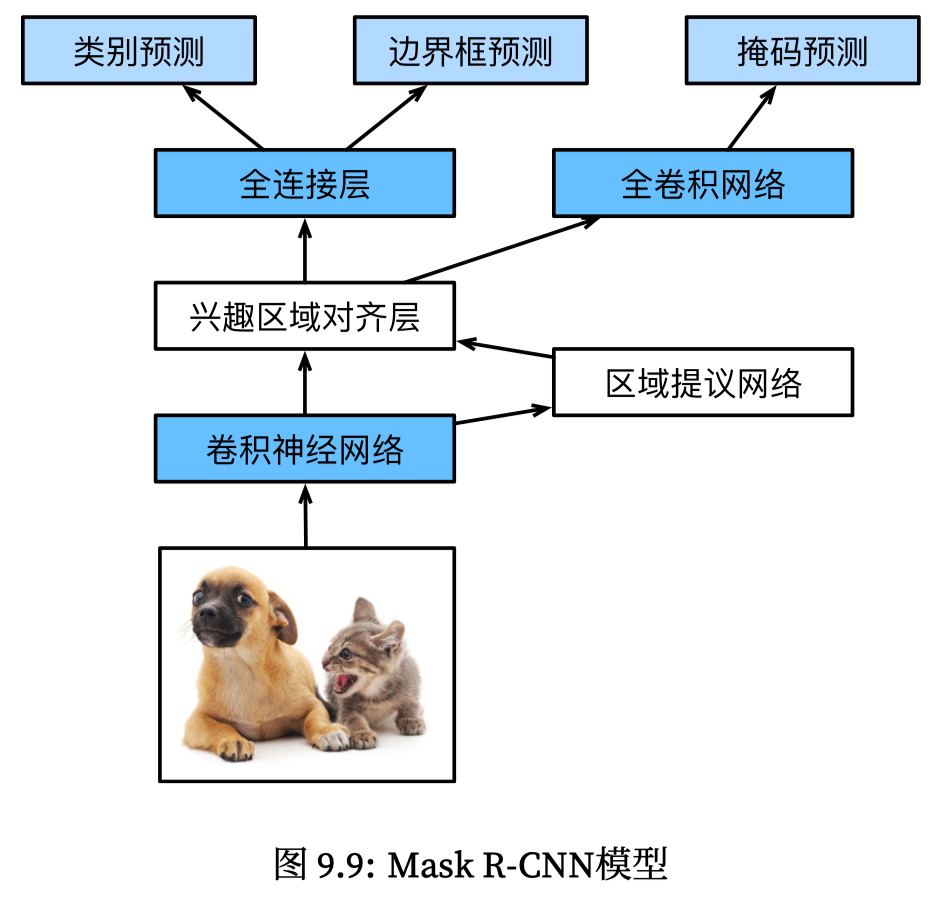 类别预测
边界框预测
掩码预测
全连接层
全卷积网络
兴趣区域对齐层
区域提议网络
卷积神经网络
图 9.9: Mask R-CNN模型